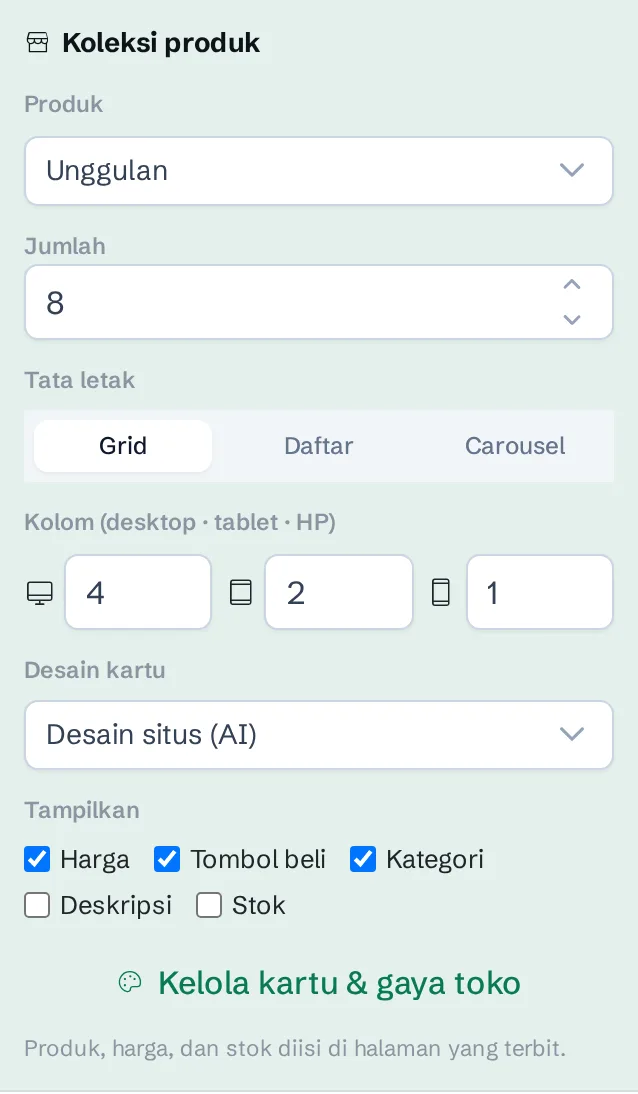 Koleksi produk
Produk
Unggulan
Jumlah
8
Tata letak
Grid Daftar Carousel
Kolom (desktop · tablet · HP)
4 2 1
Desain kartu
Desain situs (AI)
Tampilkan
Harga Tombol beli Kategori
Deskripsi Stok
Kelola kartu & gaya toko
Produk, harga, dan stok diisi di halaman yang terbit.